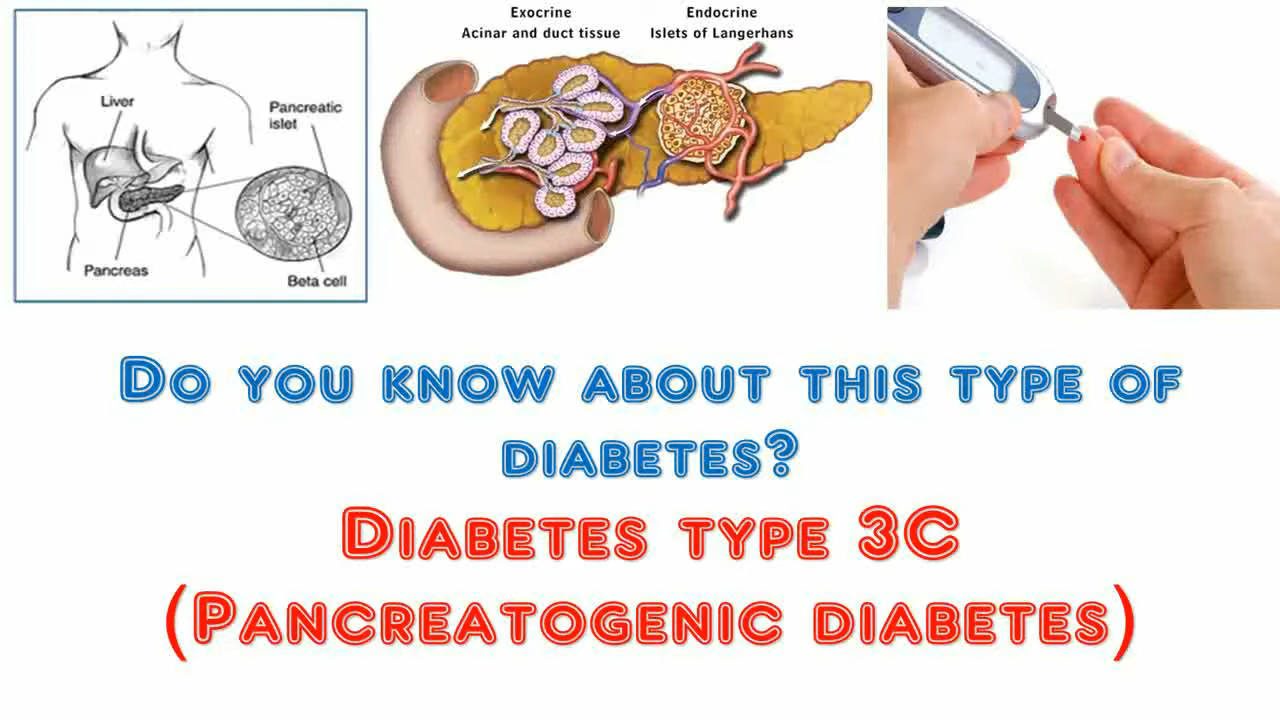 Exocrine
Acinar and duct tissue
Endocrine
Islets of Langerhans
Liver
Pancreatic
islet
Pancreas
Beta cell
Do you know about this type of
diabetes?
Diabetes type 3C
(Pancreatogenic diabetes)